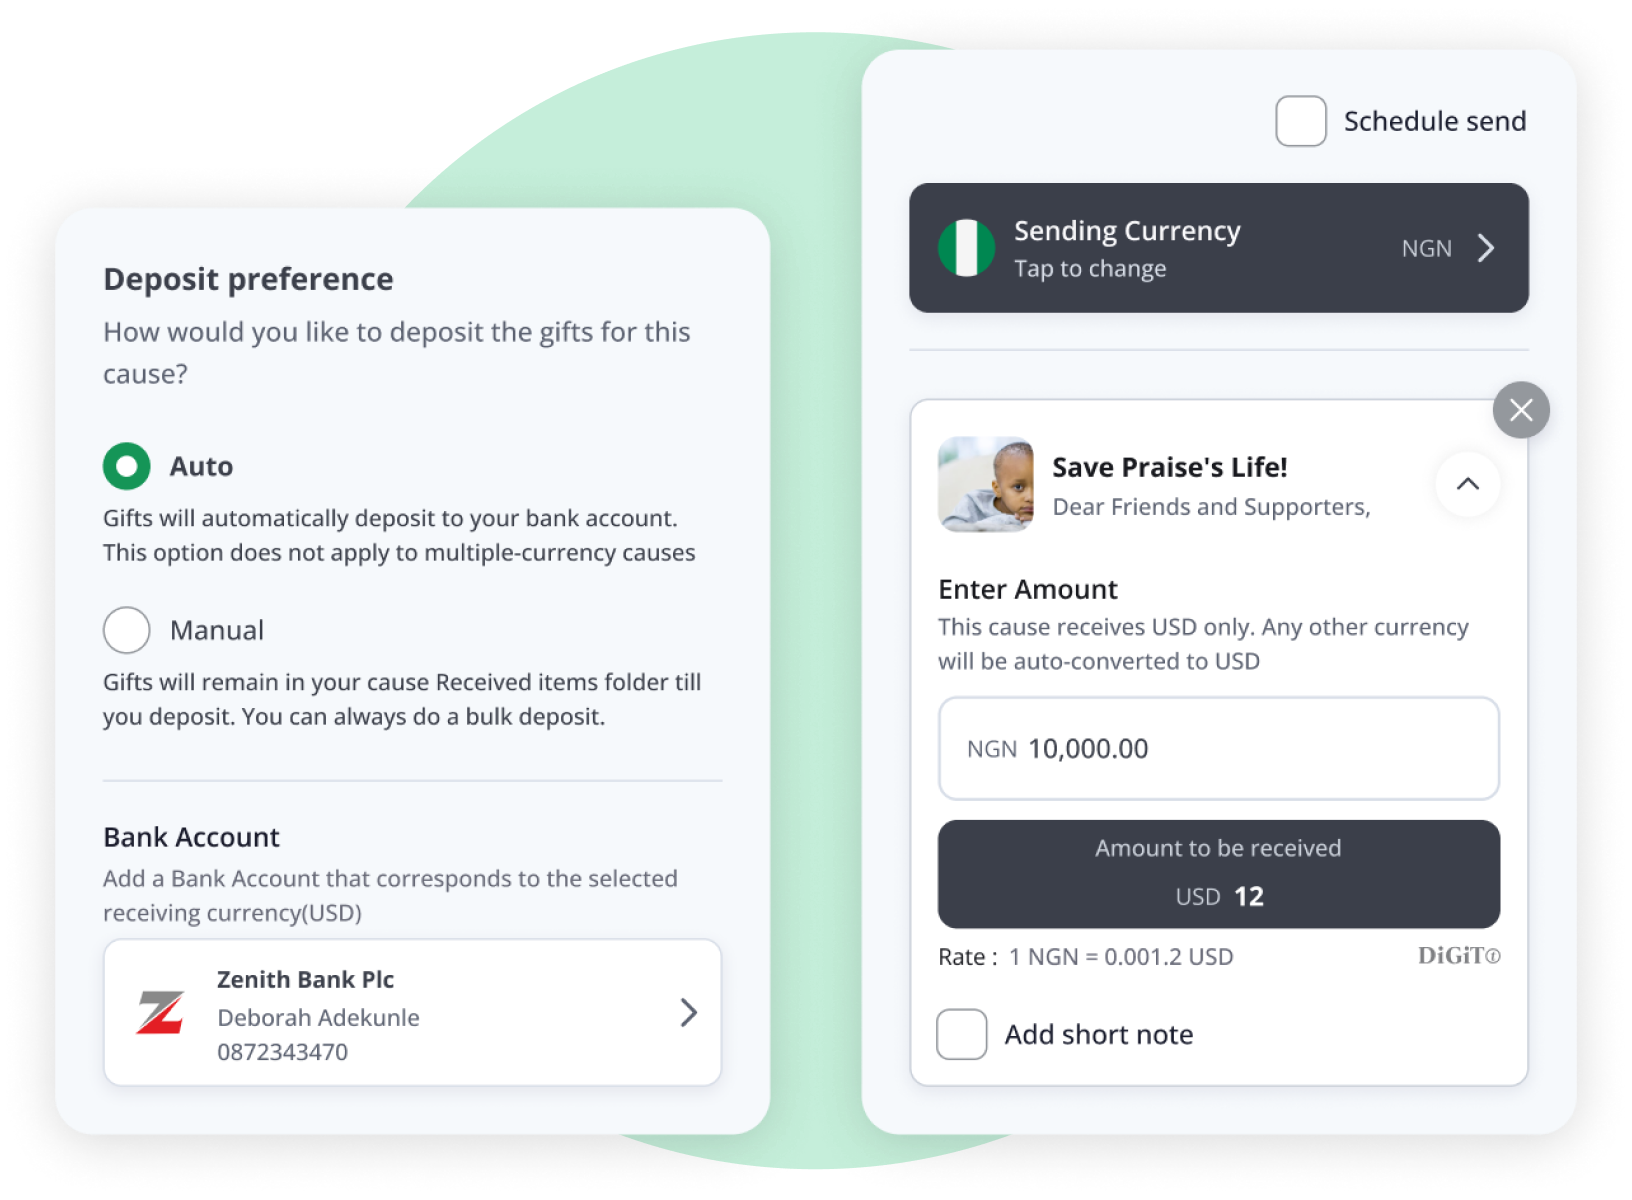 Deposit preference
How would you like to deposit the gifts for this
cause?
Auto
Gifts will automatically deposit to your bank account.
This option does not apply to multiple-currency causes
Manual
Gifts will remain in your cause Received items folder till
you deposit. You can always do a bulk deposit.
Bank Account
Add a Bank Account that corresponds to the selected
receiving currency(USD)
Zenith Bank Plc
Deborah Adekunle
0872343470
Schedule send
Sending Currency
Tap to change
NGN
Save Praise's Life!
Dear Friends and Supporters,
Enter Amount
This cause receives USD only. Any other currency
will be auto-converted to USD
NGN 10,000.00
Amount to be received
USD 12
Rate : 1 NGN = 0.001.2 USD
DiGiT
Add short note